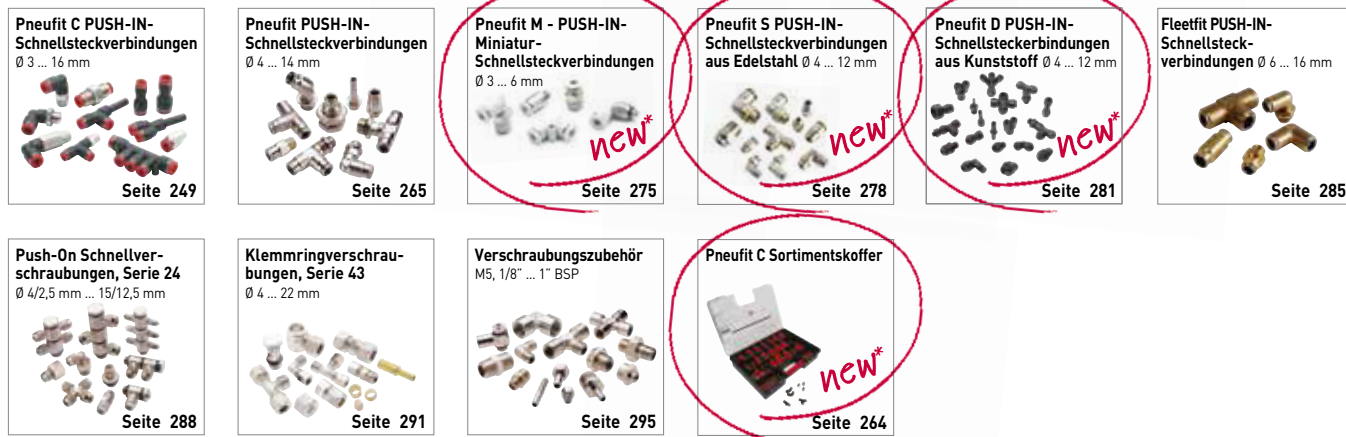 Pneufit C PUSH-IN-
Schnellsteckverbindungen
Ø 3 ... 16 mm
Seite 249
Pneufit PUSH-IN-
Schnellsteckverbindungen
Ø 4 ... 14 mm
Seite 265
Pneufit M - PUSH-IN-
Miniatur-
Schnellsteckverbindungen
Ø 3 ... 6 mm
new*
Seite 275
Pneufit S PUSH-IN-
Schnellsteckverbindungen
aus Edelstahl Ø 4 ... 12 mm
new*
Seite 278
Pneufit D PUSH-IN-
Schnellsteckerbindungen
aus Kunststoff Ø 4 ... 12 mm
new*
Seite 281
Fleetfit PUSH-IN-
Schnellsteck-
verbindungen Ø 6 ... 16 mm
Seite 285
Push-On Schnellver-
schraubungen, Serie 24
Ø 4/2,5 mm ... 15/12,5 mm
Seite 288
Klemmringverschrau-
bungen, Serie 43
Ø 4 ... 22 mm
Seite 291
Verschraubungszubehör
M5, 1/8" ... 1" BSP
Seite 295
Pneufit C Sortimentskoffer
new*
Seite 264